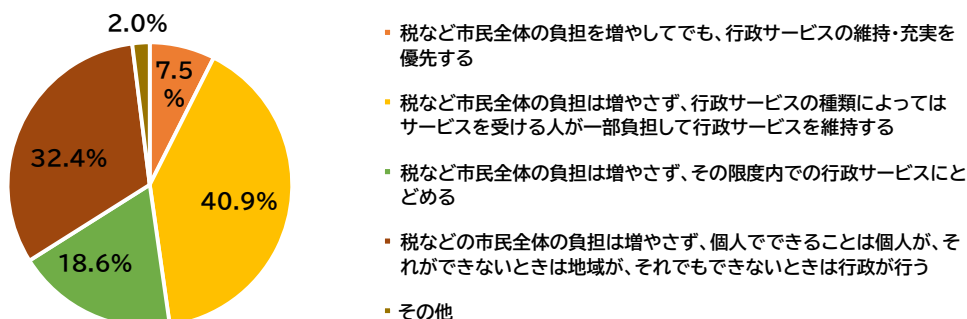 2.0%
7.5
%
32.4%
40.9%
18.6%
税など市民全体の負担を増やしてでも、行政サービスの維持・充実を
優先する
税など市民全体の負担は増やさず、行政サービスの種類によっては
サービスを受ける人が一部負担して行政サービスを維持する
税など市民全体の負担は増やさず、その限度内での行政サービスにと
どめる
税などの市民全体の負担は増やさず、個人でできることは個人が、そ
れができないときは地域が、それでもできないときは行政が行う
その他